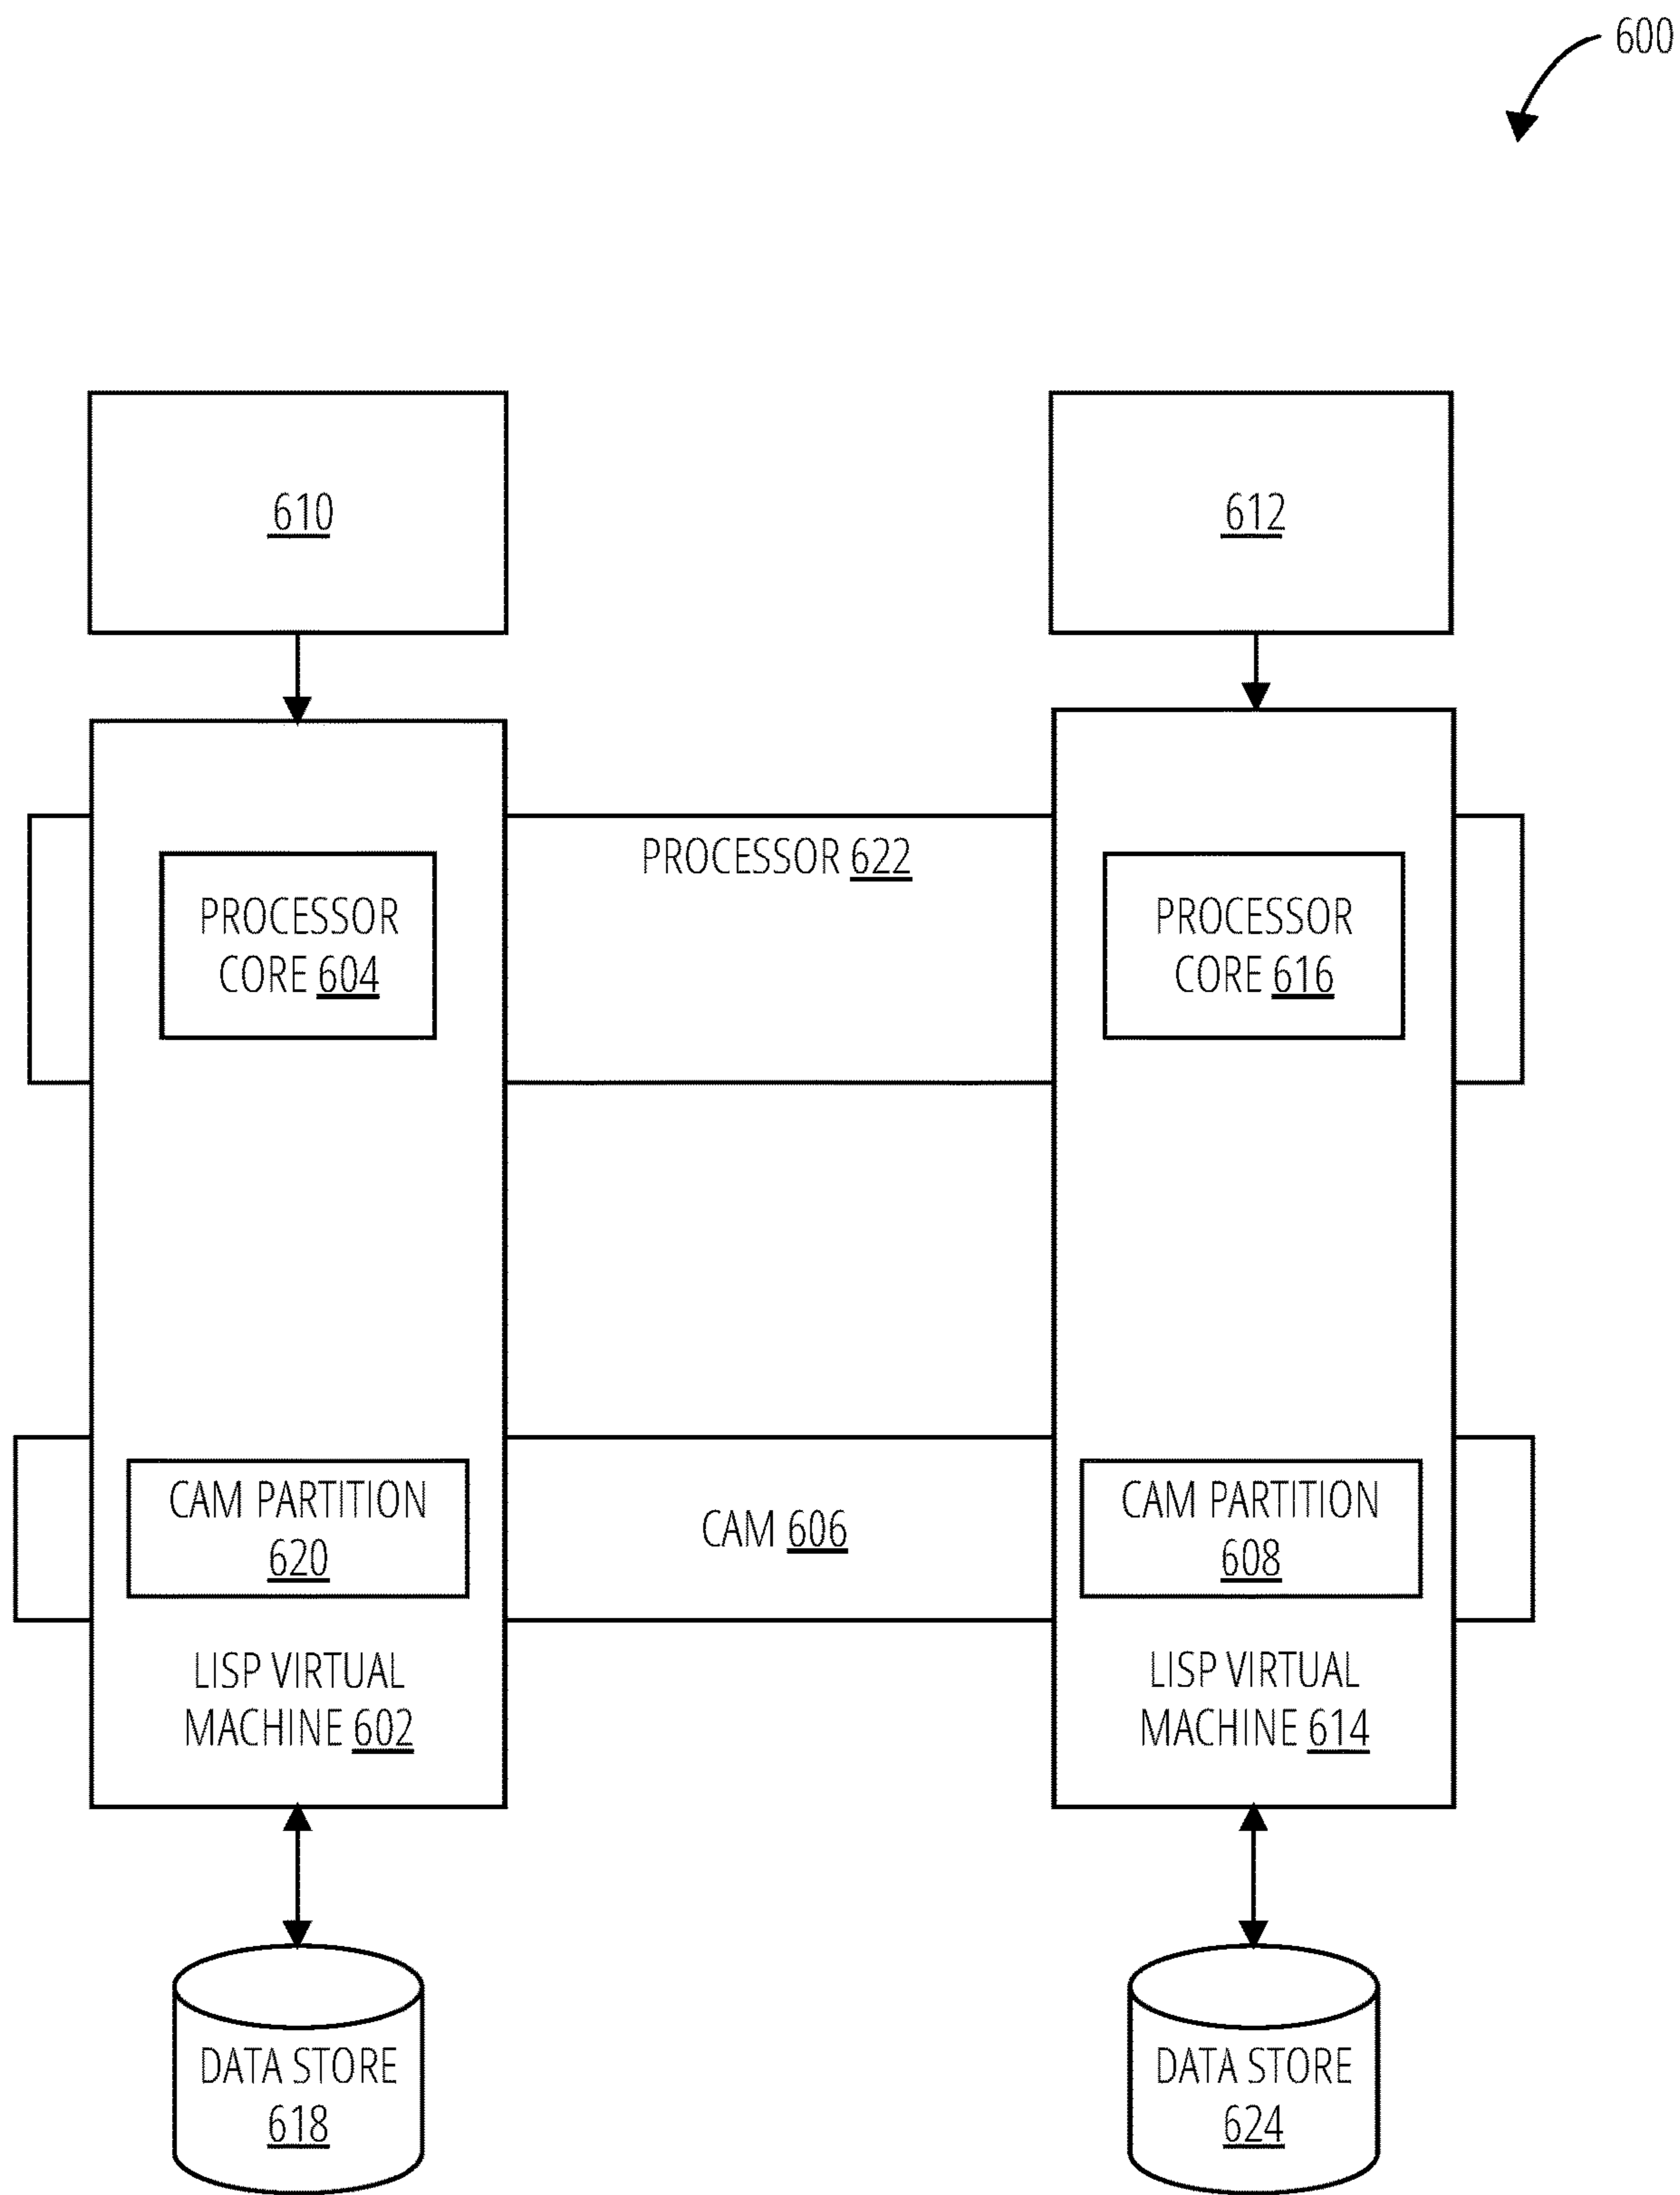 600
610
612
PROCESSOR 622
PROCESSOR
CORE 604
PROCESSOR
CORE 616
CAM PARTITION
620
CAM 606
CAM PARTITION
608
LISP VIRTUAL
MACHINE 602
LISP VIRTUAL
MACHINE 614
DATA STORE
618
DATA STORE
624